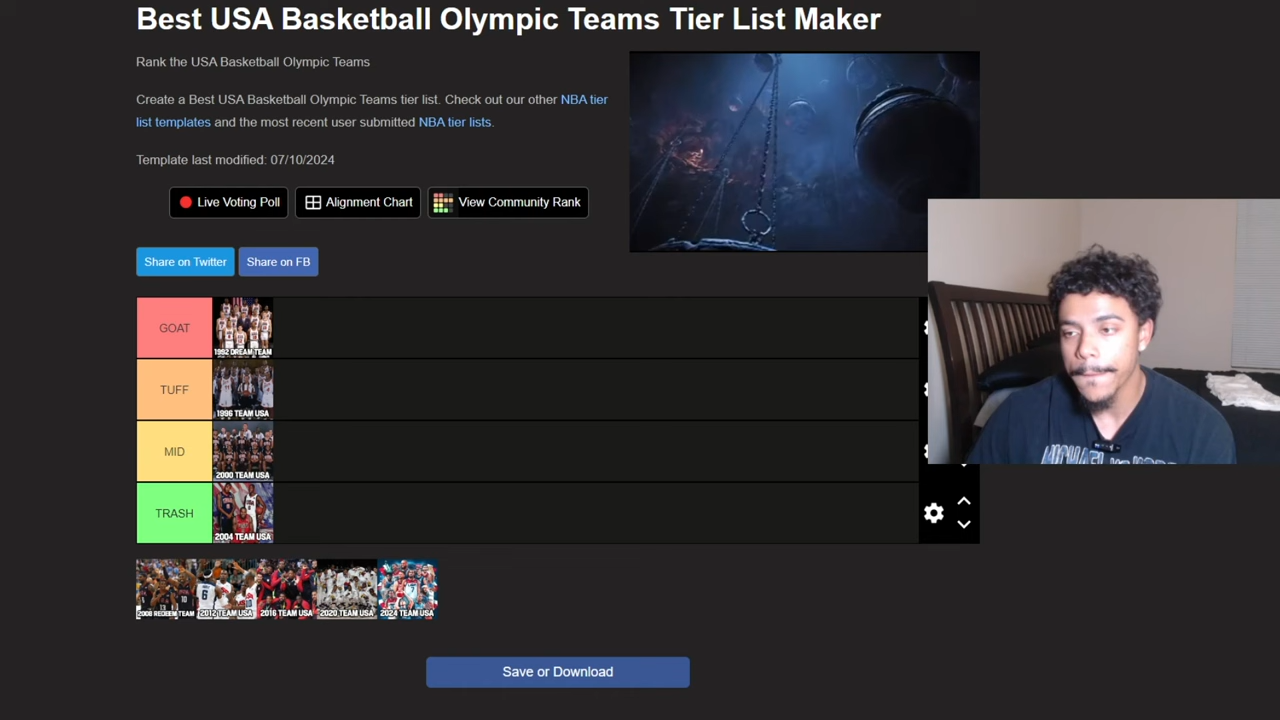 Best USA Basketball Olympic Teams Tier List Maker
Rank the USA Basketball Olympic Teams
Create a Best USA Basketball Olympic Teams tier list. Check out our other NBA tier
list templates and the most recent user submitted NBA tier lists.
Template last modified: 07/10/2024
Live Voting Poll
Alignment Chart
View Community Rank
Share on Twitter
Share on FB
GOAT
1992 DREAM TEAM
TUFF
1996 TEAM USA
MID
2000 TEAM USA
TRASH
2004 TEAM USA
2008 REDEEM TEAM
2012 TEAM USA
2016 TEAM USA
2020 TEAM USA
2024 TEAM USA
Save or Download